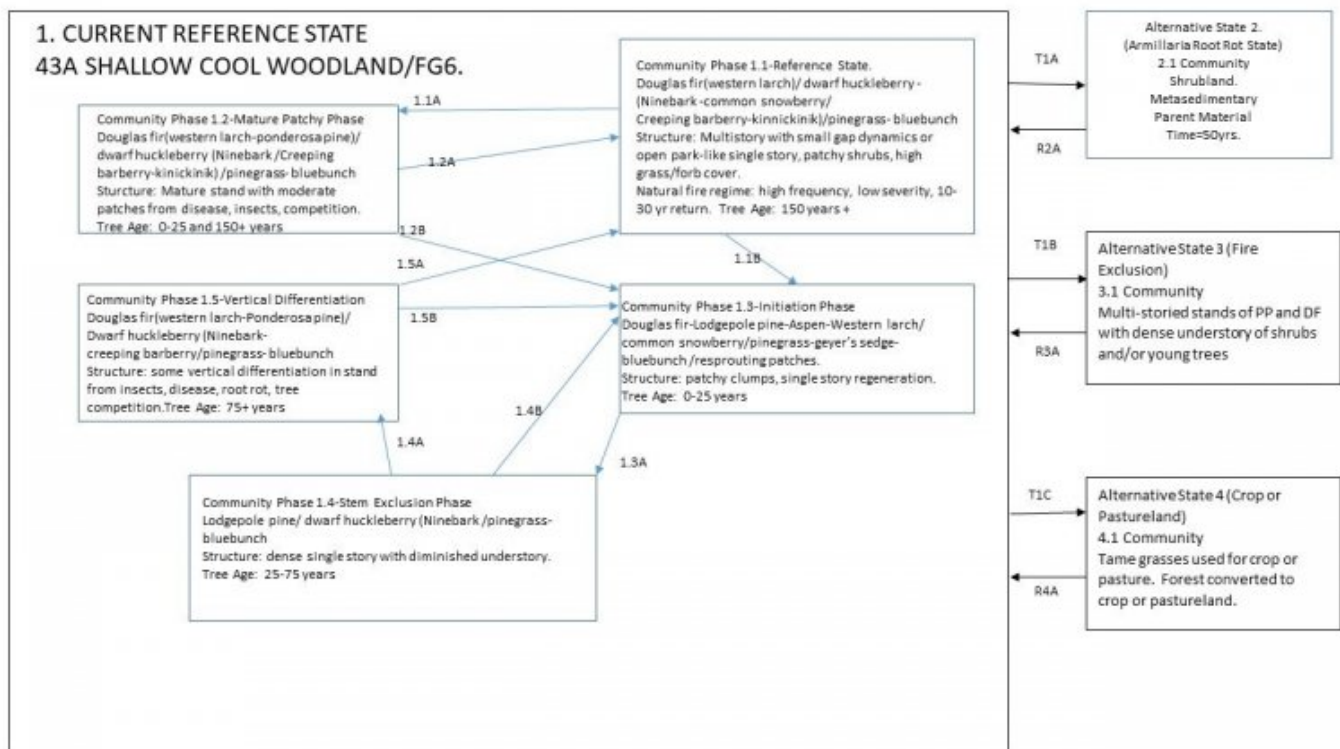 1. CURRENT REFERENCE STATE
43A SHALLOW COOL WOODLAND/FG6.
Community Phase 1.1-Reference State.
Douglas fir(western larch)/ dwarf huckleberry -
(Ninebark -common snowberry/
Creeping barberry-kinnickinik)/pinegrass- bluebunch
Structure: Multistory with small gap dynamics or
open park-like single story, patchy shrubs, high
grass/forb cover.
Natural fire regime: high frequency, low severity, 10-
30 yr return. Tree Age: 150 years +
1.1A
Community Phase 1.2-Mature Patchy Phase
Douglas fir(western larch-ponderosa pine)/
dwarf huckleberry (Ninebark /Creeping
barberry-kinickinik) /pinegrass- bluebunch
Sturcture: Mature stand with moderate
patches from disease, insects, competition.
Tree Age: 0-25 and 150+ years
1.2A
1.2B
1.1B
1.5A
Community Phase 1.5-Vertical Differentiation
Douglas fir(western larch-Ponderosa pine)/
Dwarf huckleberry (Ninebark-
creeping barberry/pinegrass- bluebunch
Structure: some vertical differentiation in stand
from insects, disease, root rot, tree
competition.Tree Age: 75+ years
1.5B
Community Phase 1.3-Initiation Phase
Douglas fir-Lodgepole pine-Aspen-Western larch/
common snowberry/pinegrass-geyer's sedge-
bluebunch /resprouting patches.
Structure: patchy clumps, single story regeneration.
Tree Age: 0-25 years
1.4B
1.4A
1.3A
Community Phase 1.4-Stem Exclusion Phase
Lodgepole pine/ dwarf huckleberry (Ninebark /pinegrass-
bluebunch
Structure: dense single story with diminished understory.
Tree Age: 25-75 years
T1A
R2A
Alternative State 2.
(Armillaria Root Rot State)
2.1 Community
Shrubland.
Metasedimentary
Parent Material
Time=50yrs.
T1B
R3A
Alternative State 3 (Fire
Exclusion)
3.1 Community
Multi-storied stands of PP and DF
with dense understory of shrubs
and/or young trees
T1C
R4A
Alternative State 4 (Crop or
Pastureland)
4.1 Community
Tame grasses used for crop or
pasture. Forest converted to
crop or pastureland.